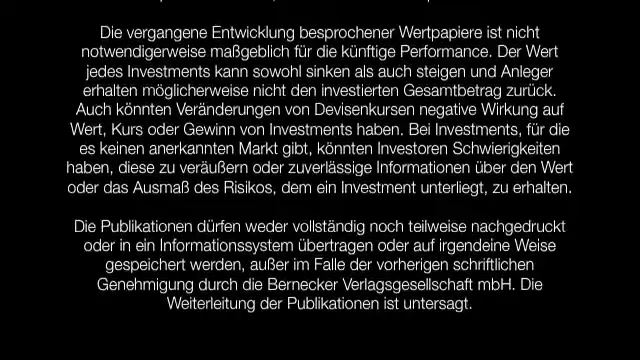 Die vergangene Entwicklung besprochener Wertpapiere ist nicht
notwendigerweise maßgeblich für die künftige Performance. Der Wert
jedes Investments kann sowohl sinken als auch steigen und Anleger
erhalten möglicherweise nicht den investierten Gesamtbetrag zurück.
Auch könnten Veränderungen von Devisenkursen negative Wirkung auf
Wert, Kurs oder Gewinn von Investments haben. Bei Investments, für die
es keinen anerkannten Markt gibt, könnten Investoren Schwierigkeiten
haben, diese zu veräußern oder zuverlässige Informationen über den Wert
oder das Ausmaß des Risikos, dem ein Investment unterliegt, zu erhalten.
Die Publikationen dürfen weder vollständig noch teilweise nachgedruckt
oder in ein Informationssystem übertragen oder auf irgendeine Weise
gespeichert werden, außer im Falle der vorherigen schriftlichen
Genehmigung durch die Bernecker Verlagsgesellschaft mbH. Die
Weiterleitung der Publikationen ist untersagt.